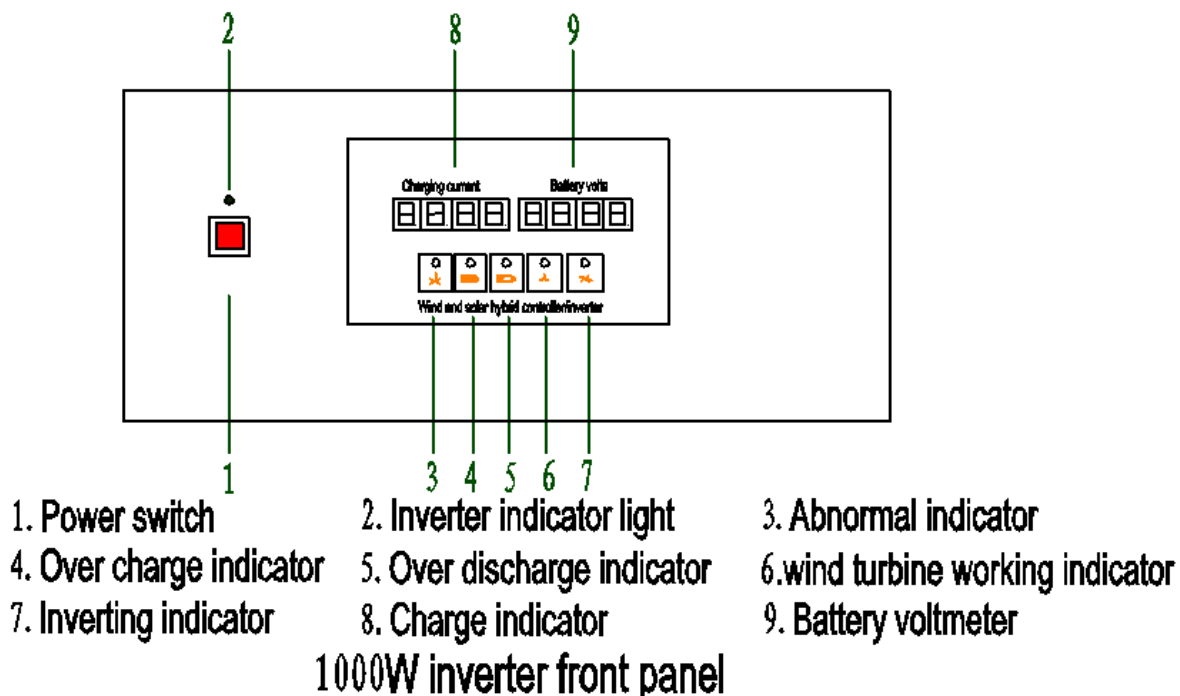 2 8 9
Charging current Battery volts
Wind and solar hybrid controller/inverter
1 3 4 5 6 7
1. Power switch 2. Inverter indicator light 3. Abnormal indicator
4. Over charge indicator 5. Over discharge indicator 6.wind turbine working indicator
7. Inverting indicator 8. Charge indicator 9. Battery voltmeter
1000W inverter front panel